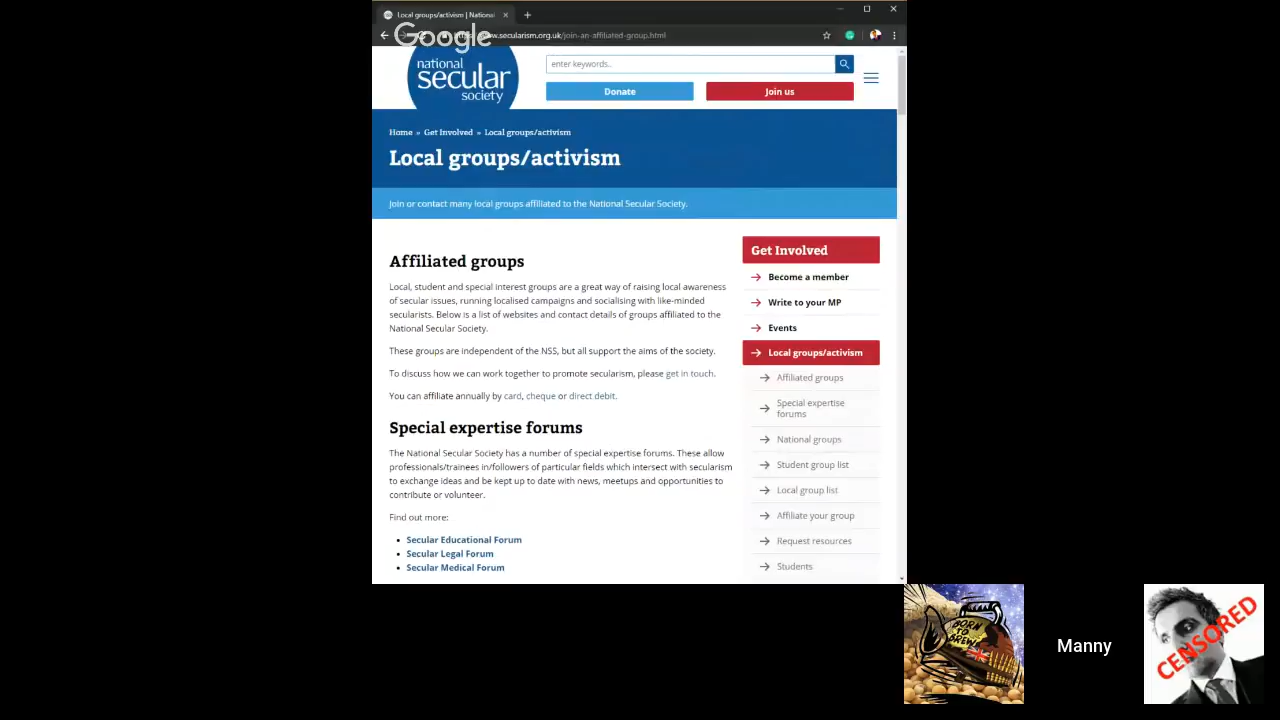 Local groups/activism | National
Google
www.secularism.org.uk/join-an-affiliated-group.html
national
secular
society
enter keywords..
Donate
Join us
Home » Get Involved » Local groups/activism
Local groups/activism
Join or contact many local groups affiliated to the National Secular Society.
Affiliated groups
Local, student and special interest groups are a great way of raising local awareness
of secular issues, running localised campaigns and socialising with like-minded
secularists. Below is a list of websites and contact details of groups affiliated to the
National Secular Society.
These groups are independent of the NSS, but all support the aims of the society.
To discuss how we can work together to promote secularism, please get in touch.
You can affiliate annually by card, cheque or direct debit.
Special expertise forums
The National Secular Society has a number of special expertise forums. These allow
professionals/trainees in/followers of particular fields which intersect with secularism
to exchange ideas and be kept up to date with news, meetups and opportunities to
contribute or volunteer.
Find out more:
Secular Educational Forum
Secular Legal Forum
Secular Medical Forum
Get Involved
Become a member
Write to your MP
Events
Local groups/activism
Affiliated groups
Special expertise
forums
National groups
Student group list
Local group list
Affiliate your group
Request resources
Students
BORN
TO
BREW
Manny
CENSORED